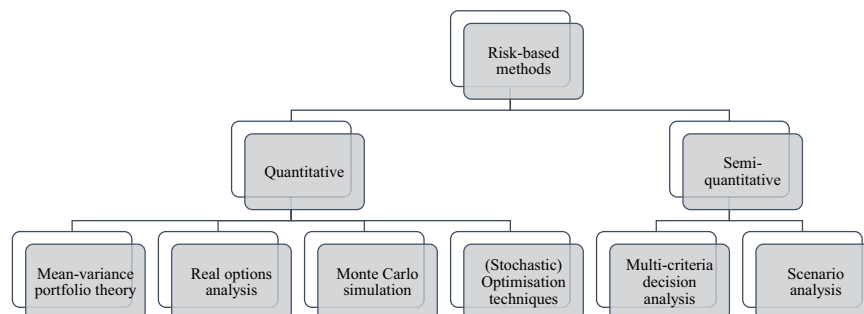 Risk-based
methods
Quantitative
Semi-
quantitative
Mean-variance
portfolio theory
Real options
analysis
Monte Carlo
simulation
(Stochastic)
Optimisation
techniques
Multi-criteria
decision
analysis
Scenario
analysis